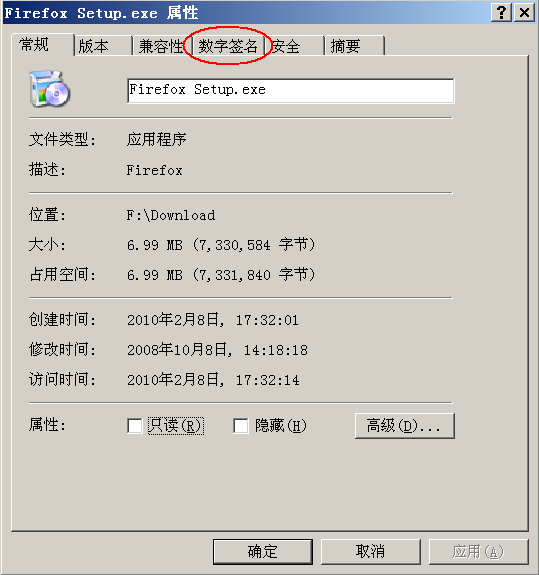 Firefox Setup.exe 属性
常规 版本 兼容性 数字签名 安全 摘要
Firefox Setup.exe
文件类型: 应用程序
描述: Firefox
位置: F:\Download
大小: 6.99 MB (7,330,584 字节)
占用空间: 6.99 MB (7,331,840 字节)
创建时间: 2010年2月8日, 17:32:01
修改时间: 2008年10月8日, 14:18:18
访问时间: 2010年2月8日, 17:32:14
属性: 只读(R) 隐藏(H) 高级(D)...
确定 取消 应用(A)